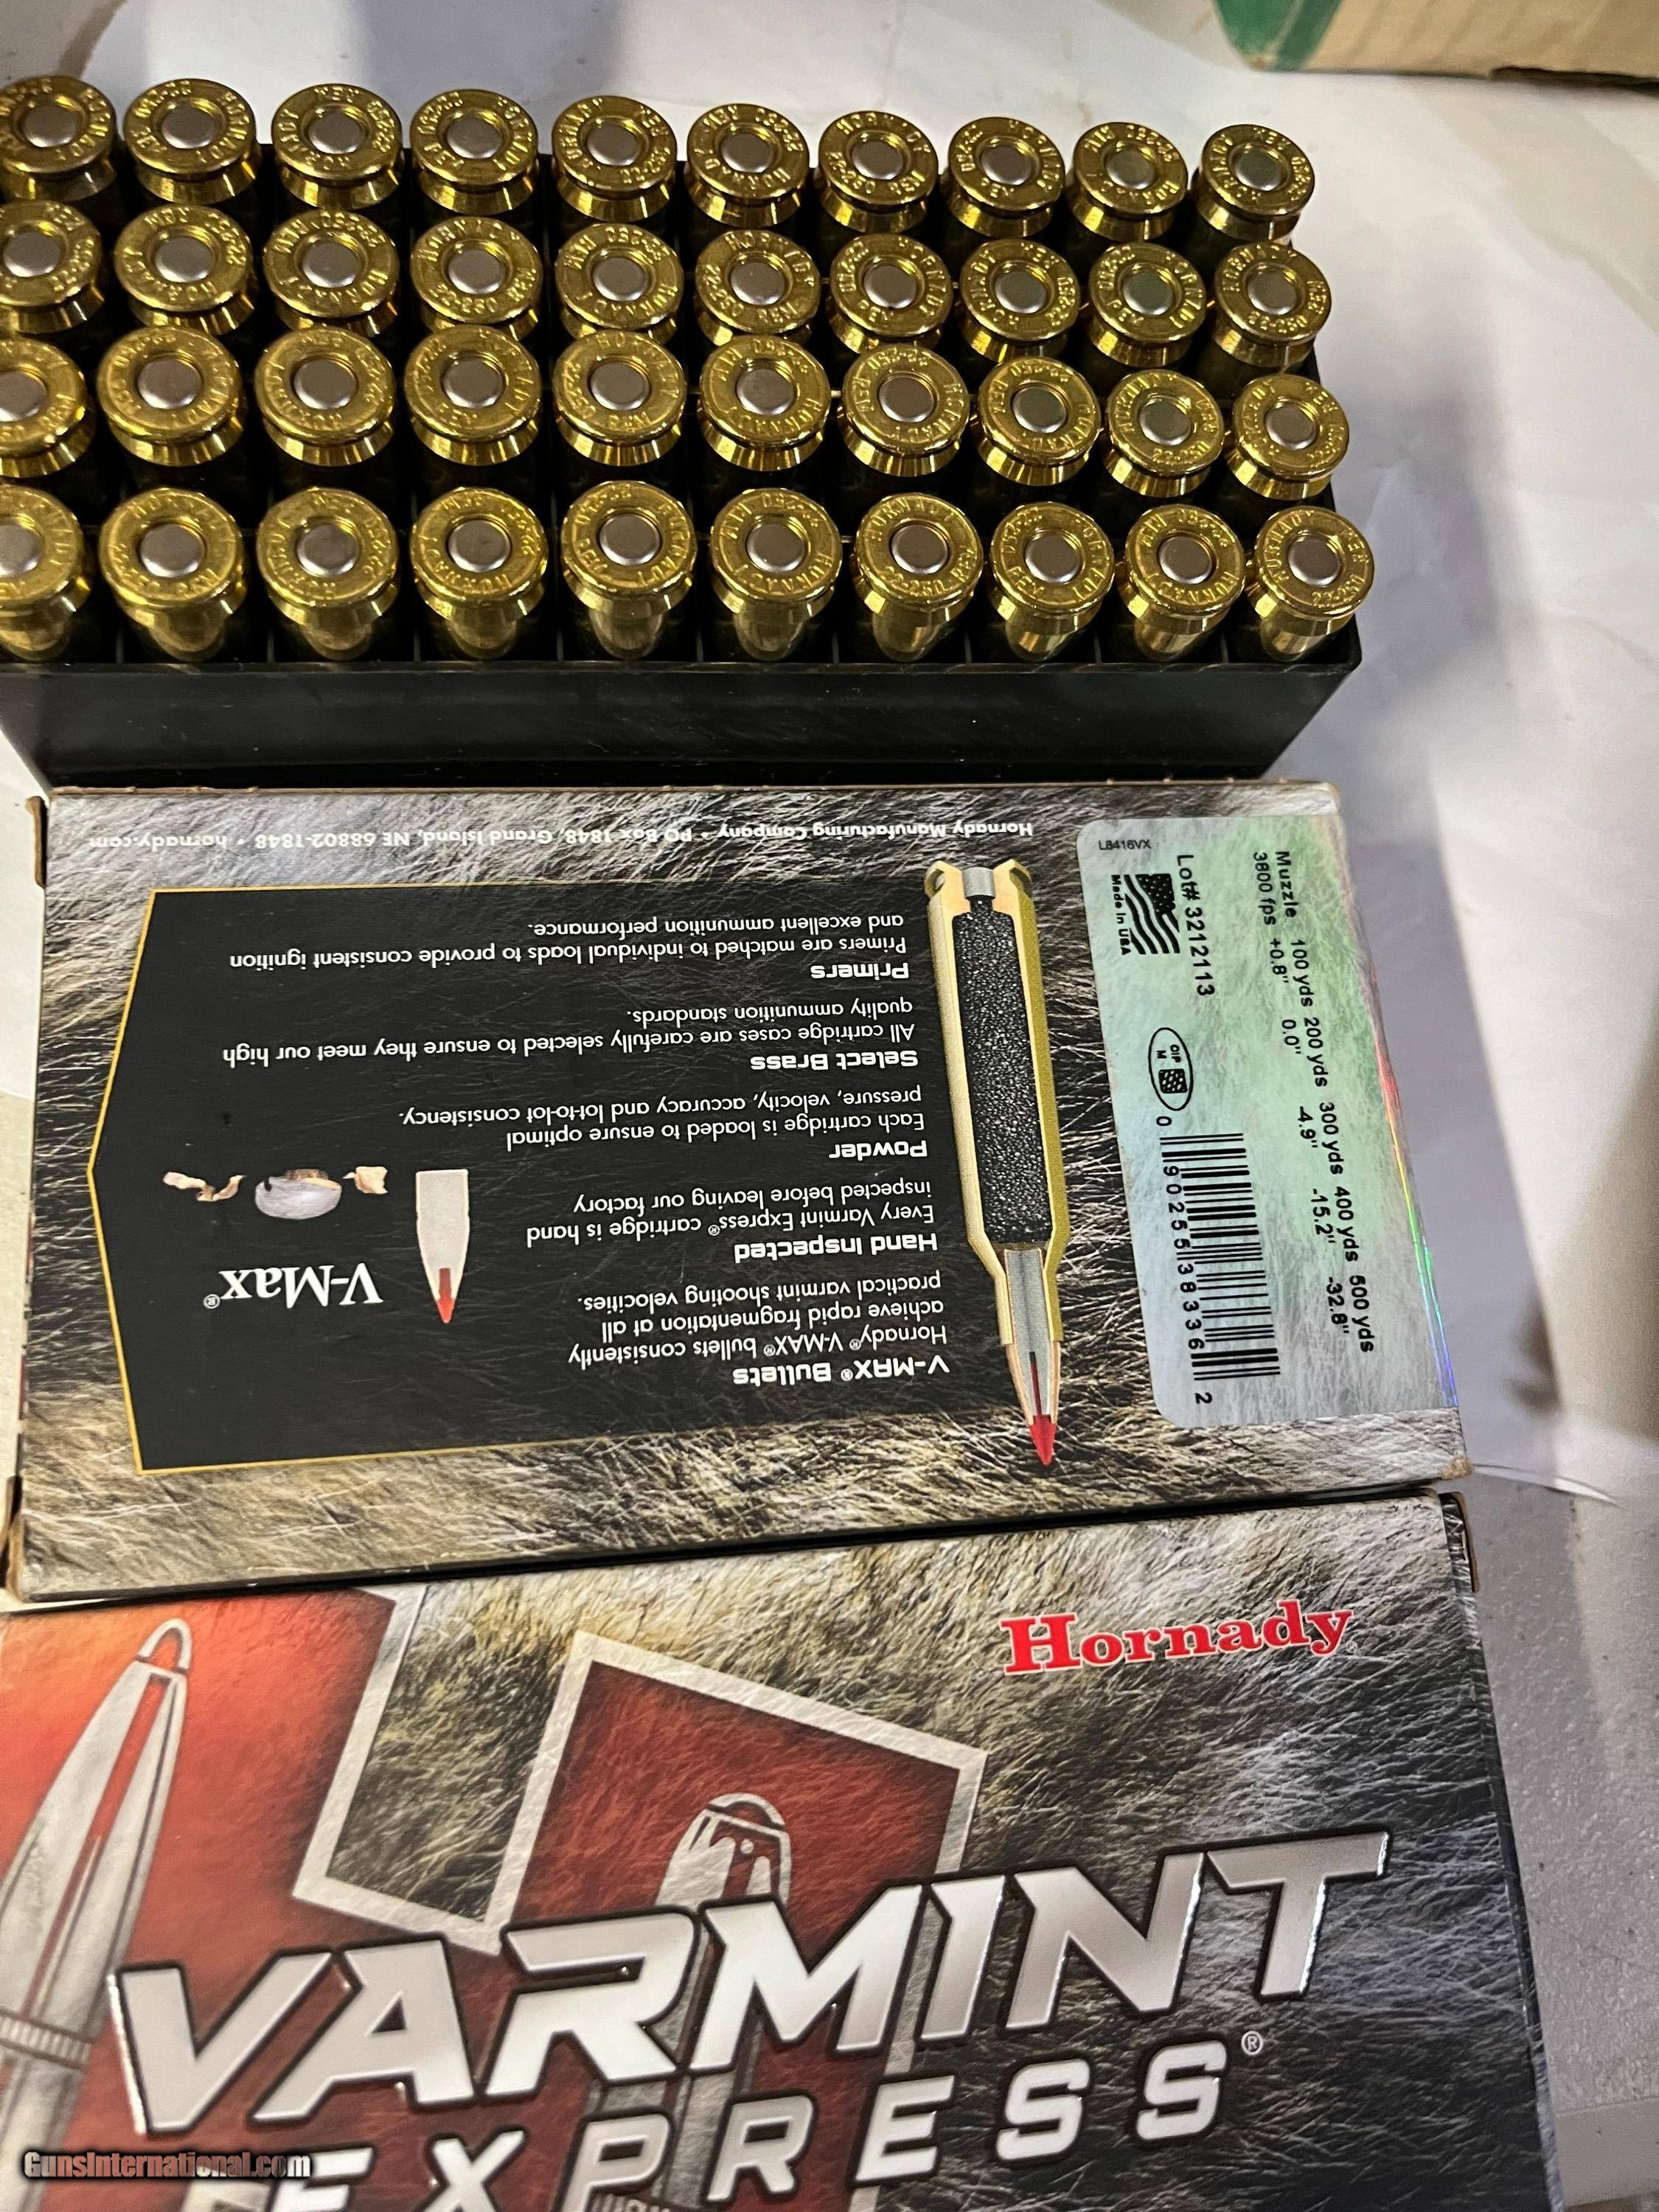 HORNADY
22-250 REM
Hornady Manufacturing Company • PO Box 1848, Grand Island, NE 68802-1848 • hornady.com
V-MAX® Bullets
Hornady® V-MAX® bullets consistently
achieve rapid fragmentation at all
practical varmint shooting velocities.
Hand Inspected
Every Varmint Express® cartridge is hand
inspected before leaving our factory
Powder
Each cartridge is loaded to ensure optimal
pressure, velocity, accuracy and lot-to-lot consistency.
Select Brass
All cartridge cases are carefully selected to ensure they meet our high
quality ammunition standards.
Primers
Primers are matched to individual loads to provide consistent ignition
and excellent ammunition performance.
V-Max®
L8416VX
Muzzle 100 yds 200 yds 300 yds 400 yds 500 yds
3800 fps +0.8" 0.0" -4.9" -15.2" -32.8"
Lot# 3212113
Made in USA
CIP
M
0 90255 38336 2
Hornady®
VARMINT
EXPRESS®
GunsInternational.com